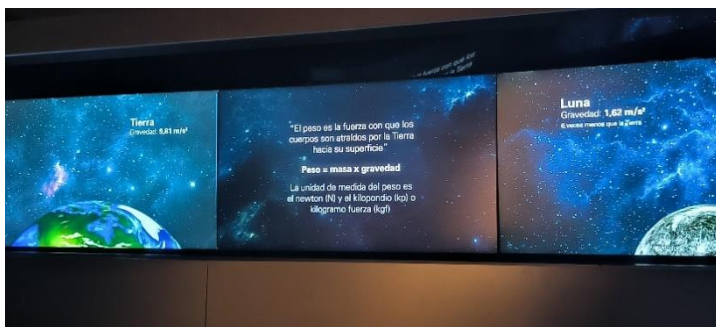 Tierra
Gravedad: 9,81 m/s²
"El peso es la fuerza con que los
cuerpos son atraídos por la Tierra
hacia su superficie"
Peso = masa x gravedad
La unidad de medida del peso es
el newton (N) y el kilopondio (kp) o
kilogramo fuerza (kgf)
Luna
Gravedad: 1,62 m/s²
6 veces menos que la Tierra